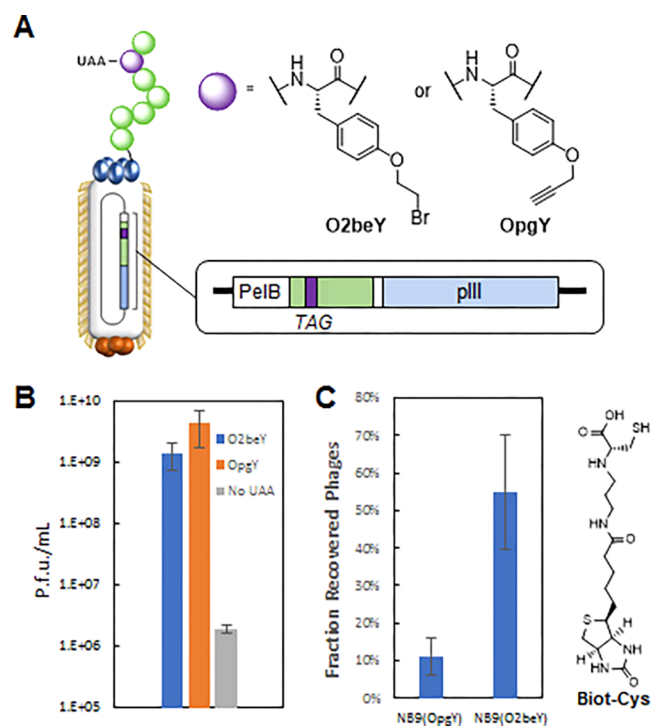 A
UAA
=
H
N
O
O
Br
O2beY
or
H
N
O
O
OpgY
PelB
pIII
TAG
B
1.E+10
1.E+09
1.E+08
1.E+07
1.E+06
1.E+05
P.f.u./mL
O2beY
OpgY
No UAA
C
80%
70%
60%
50%
40%
30%
20%
10%
0%
Fraction Recovered Phages
NB9(OpgY) NB9(O2beY)
OH
SH
O
H
N
H
HN
O
S
H
H
NH
HN
O
Biot-Cys